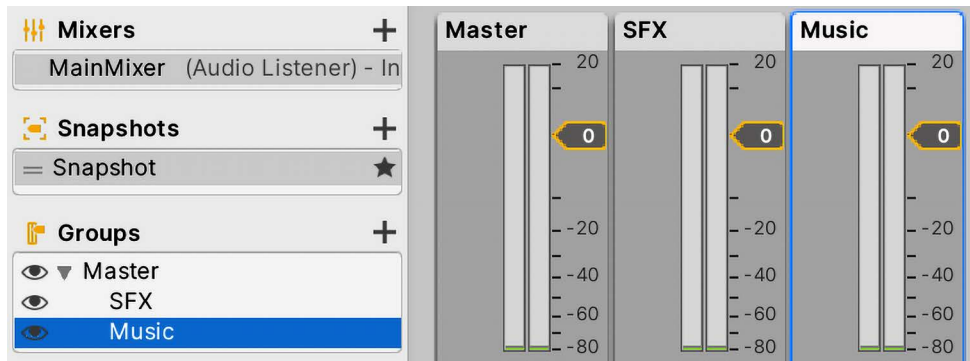 Mixers
MainMixer (Audio Listener) - In
Snapshots
Snapshot
Groups
Master
SFX
Music
Master
20
0
-20
-40
-60
-80
SFX
20
0
-20
-40
-60
-80
Music
20
0
-20
-40
-60
-80